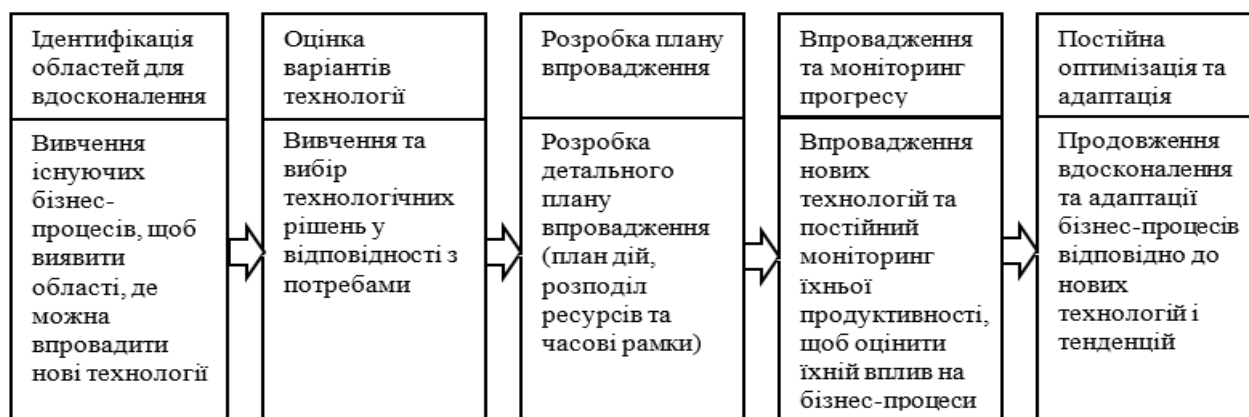 Ідентифікація
областей для
вдосконалення
Вивчення
існуючих
бізнес-
процесів, щоб
виявити
області, де
можна
впровадити
нові технології
Оцінка
варіантів
технології
Вивчення та
вибір
технологічних
рішень у
відповідності з
потребами
Розробка плану
впровадження
Розробка
детального
плану
впровадження
(план дій,
розподіл
ресурсів та
часові рамки)
Впровадження
та моніторинг
прогресу
Впровадження
нових
технологій та
постійний
моніторинг
їхньої
продуктивності,
щоб оцінити
їхній вплив на
бізнес-процеси
Постійна
оптимізація та
адаптація
Продовження
вдосконалення
та адаптації
бізнес-процесів
відповідно до
нових
технологій і
тенденцій